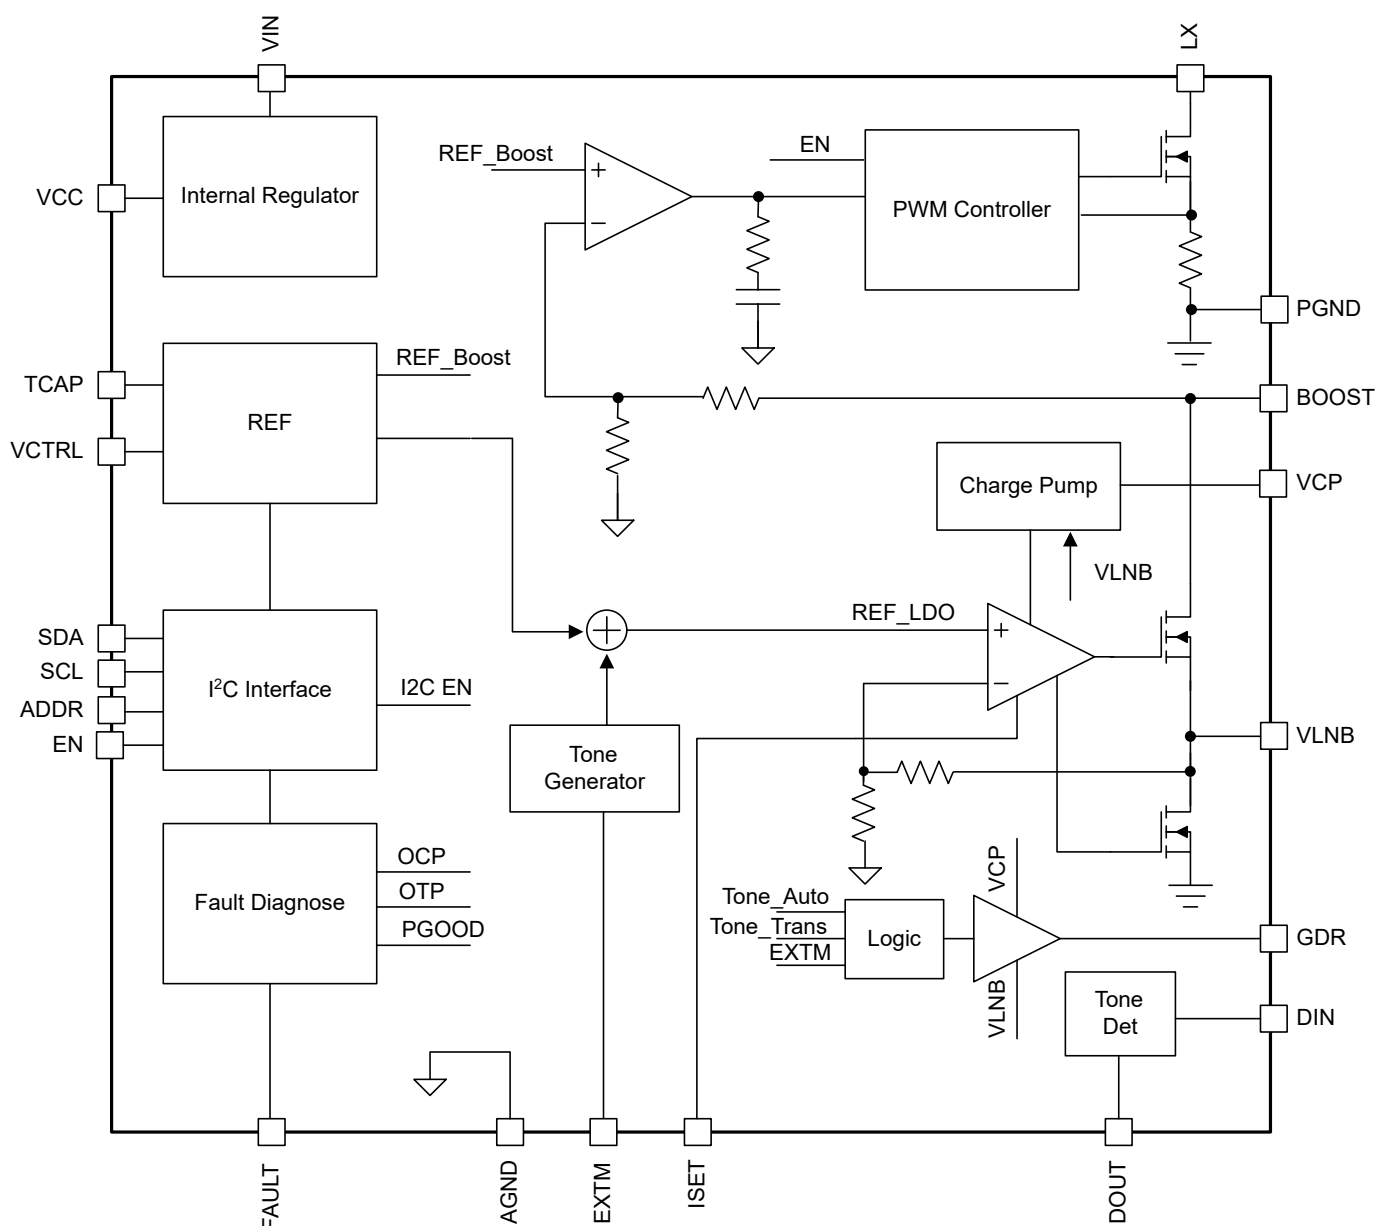 VIN
LX
REF_Boost
EN
+
−
VCC
Internal Regulator
PWM Controller
PGND
TCAP
REF_Boost
BOOST
REF
VCTRL
Charge Pump
VCP
VLNB
REF_LDO
+
−
SDA
SCL
ADDR
EN
I²C Interface
I2C EN
Tone
Generator
VLNB
OCP
OTP
PGOOD
Fault Diagnose
Tone_Auto
Tone_Trans
EXTM
Logic
VCP
VLNB
GDR
Tone
Det
DIN
FAULT
AGND
EXTM
ISET
DOUT